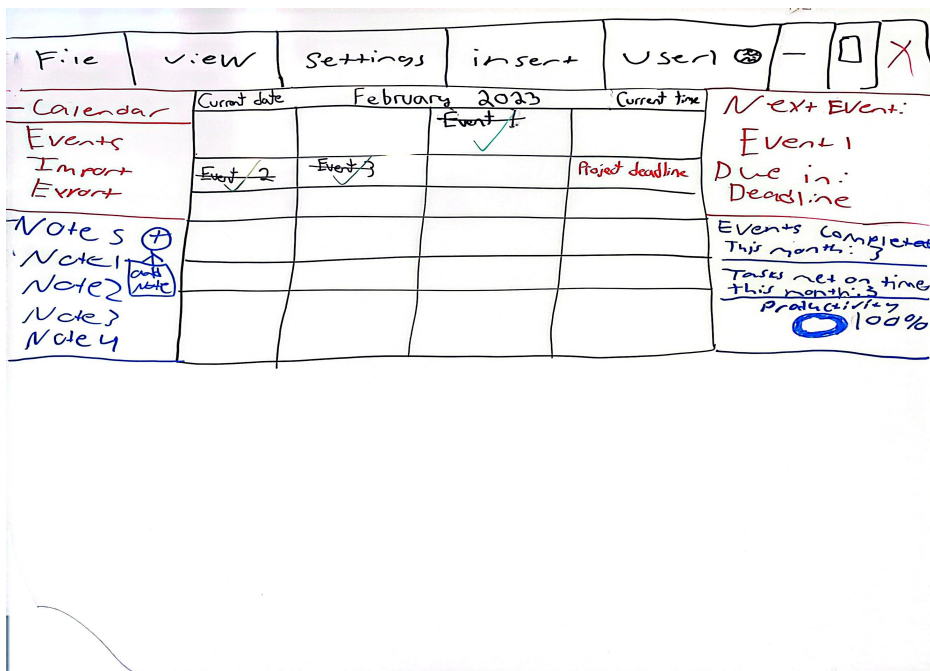 File view Settings insert User1 - X
- Calendar
Events
Import
Export
Notes +
Note1
add
Note
Note2
Note3
Note4
Current date February 2023 Current time
Event 1
Event 2 Event 3 Project deadline
Next Event:
Event 1
Due in:
Deadline
Events completed
This month: 3
Tasks met on time
this month: 3
Productivity
100%